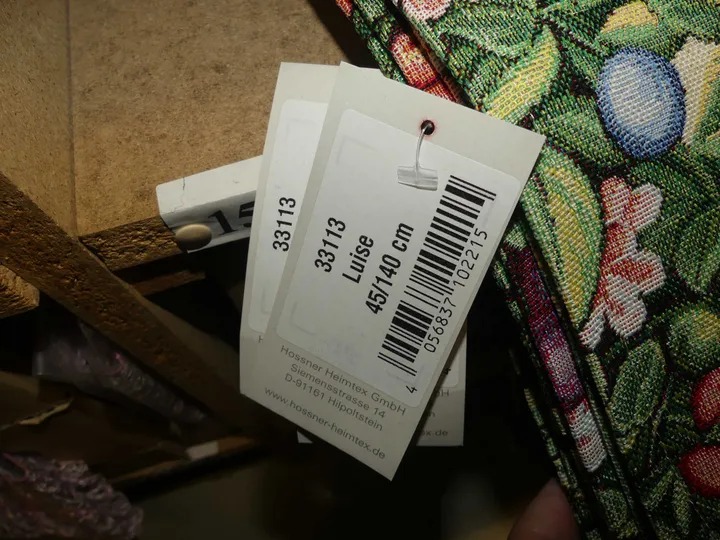 33113
Luise
45/140 cm
4 056837 102215
Hossner Heimtex GmbH
Siemensstrasse 14
D-91161 Hilpoltstein
www.hossner-heimtex.de
33113
15